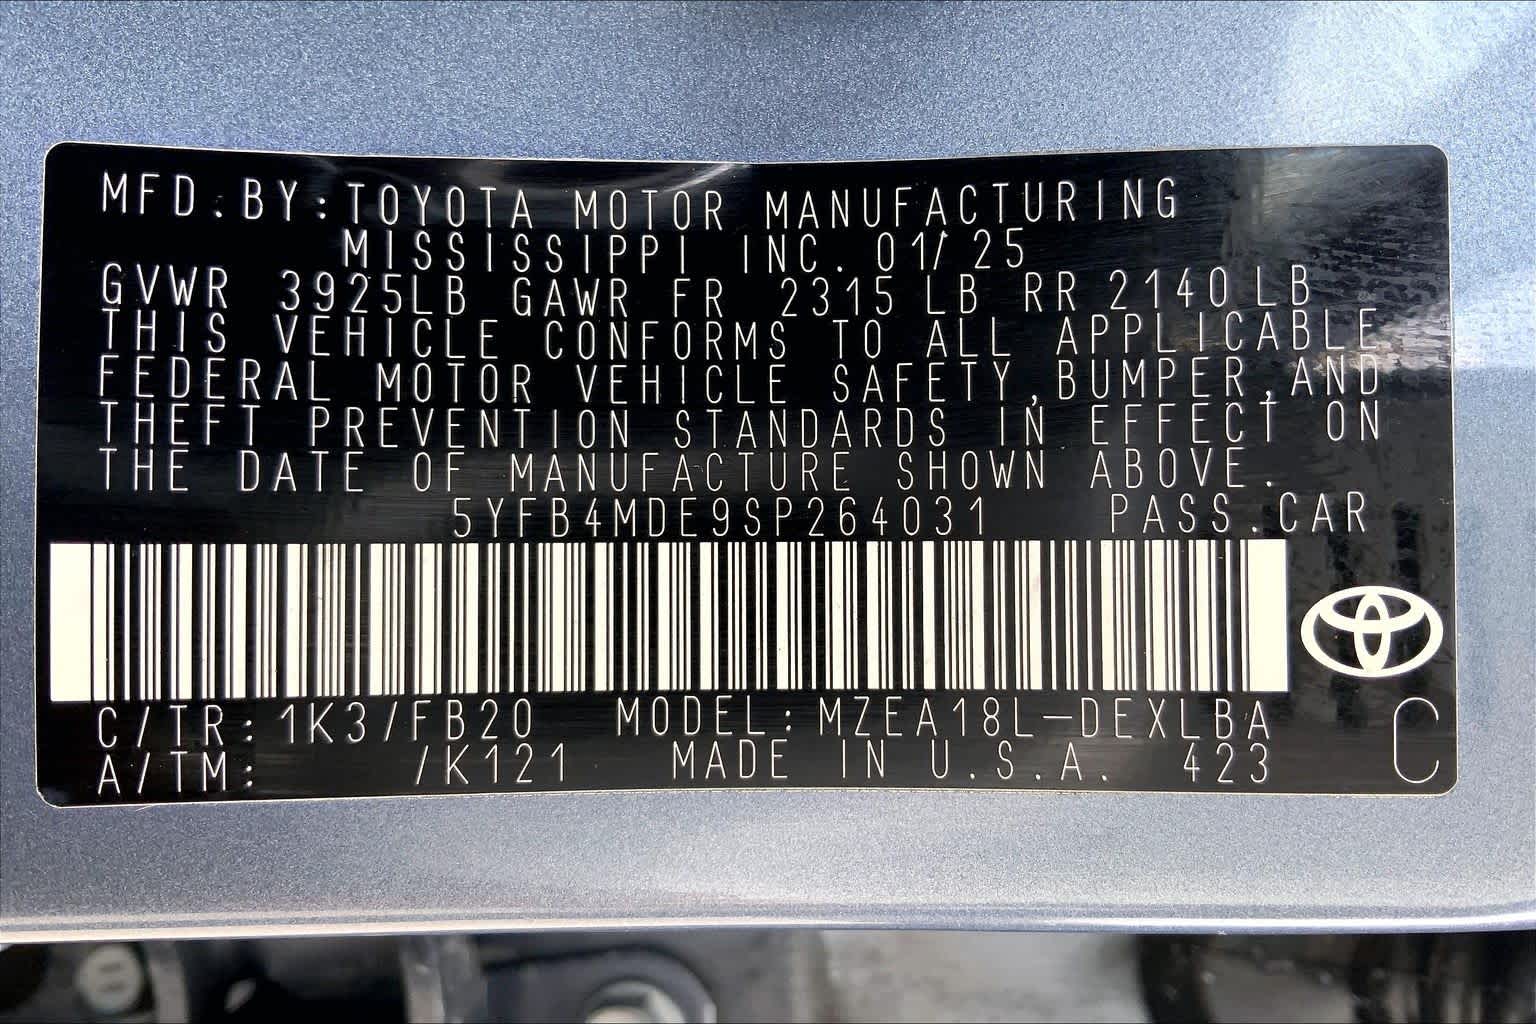 MFD.BY:TOYOTA MOTOR MANUFACTURING
MISSISSIPPI INC. 01/25
GVWR 3925LB GAWR FR 2315 LB RR 2140 LB
THIS VEHICLE CONFORMS TO ALL APPLICABLE
FEDERAL MOTOR VEHICLE SAFETY,BUMPER,AND
THEFT PREVENTION STANDARDS IN EFFECT ON
THE DATE OF MANUFACTURE SHOWN ABOVE.
5YFB4MDE9SP264031 PASS.CAR
C/TR: 1K3/FB20 MODEL: MZEA18L-DEXLBA
A/TM: /K121 MADE IN U.S.A. 423
C